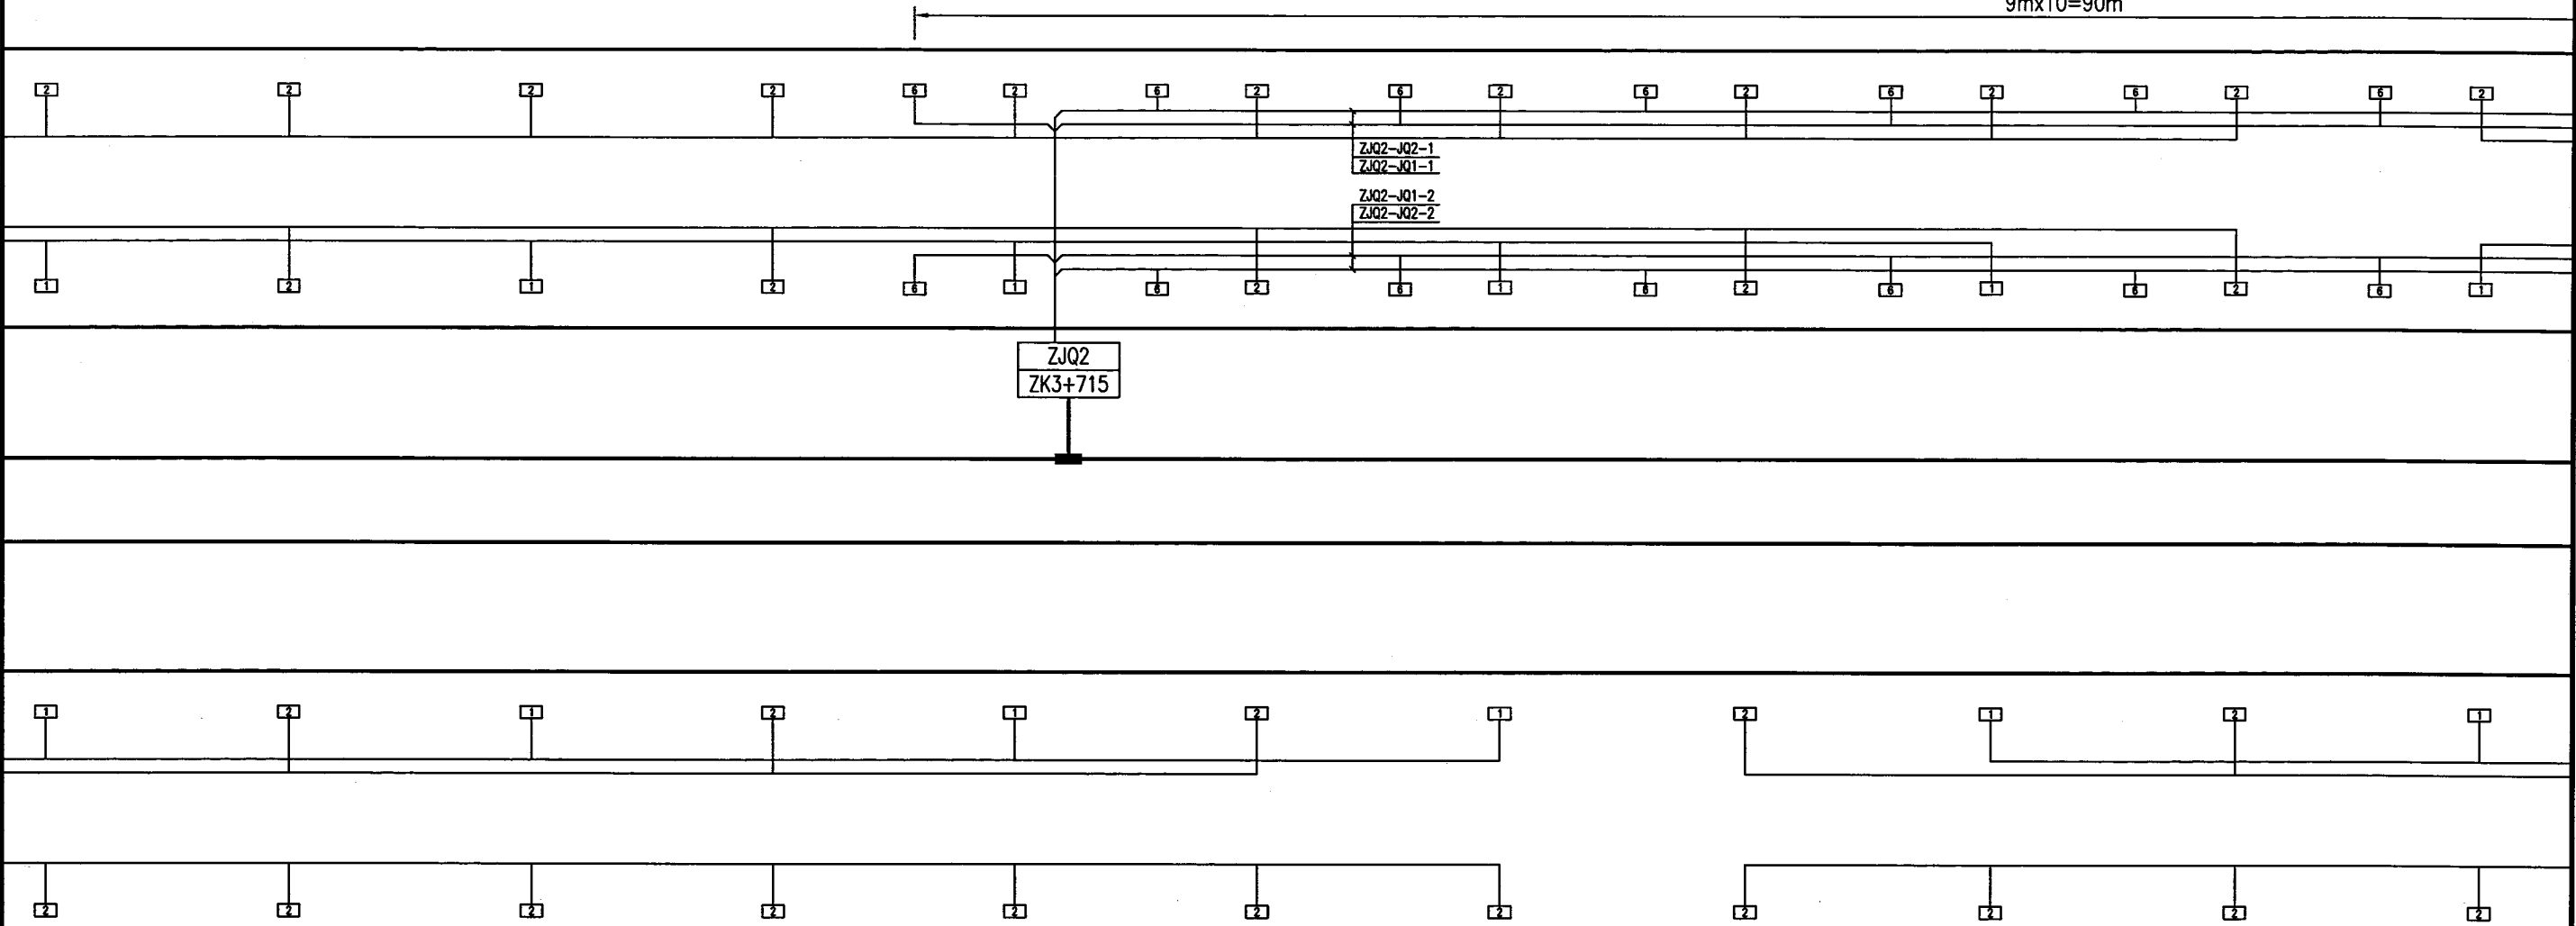 9mx10=90m
2 2 2 2 6 2 6 2 6 2 6 2 6 2 6 2 6 2
ZJQ2-JQ2-1
ZJQ2-JQ1-1
ZJQ2-JQ1-2
ZJQ2-JQ2-2
1 2 1 2 6 1 6 2 6 1 6 2 6 1 6 2 6 1
ZJQ2
ZK3+715
1 2 1 2 1 2 1 2 1 2 1
2 2 2 2 2 2 2 2 2 2 2